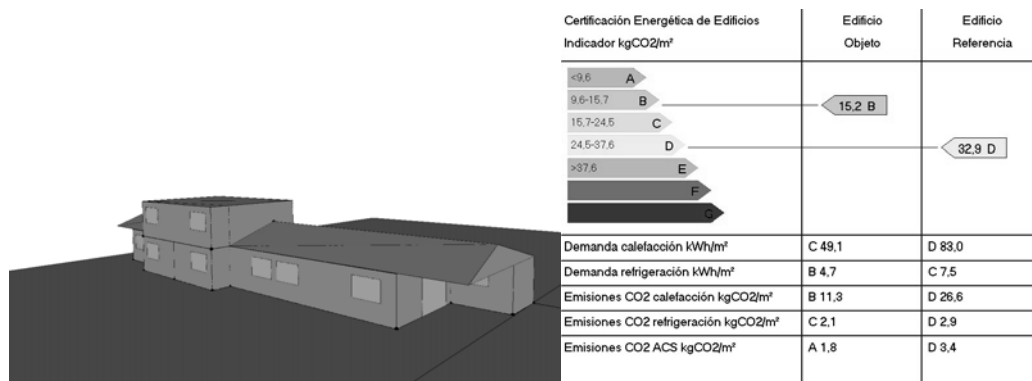 Certificación Energética de Edificios Edificio Edificio
Indicador kgCO2/m² Objeto Referencia
<9,6 A
9,6-15,7 B 15,2 B
15,7-24,5 C
24,5-37,6 D 32,9 D
>37,6 E
F
G
Demanda calefacción kWh/m² C 49,1 D 83,0
Demanda refrigeración kWh/m² B 4,7 C 7,5
Emisiones CO2 calefacción kgCO2/m² B 11,3 D 26,6
Emisiones CO2 refrigeración kgCO2/m² C 2,1 D 2,9
Emisiones CO2 ACS kgCO2/m² A 1,8 D 3,4